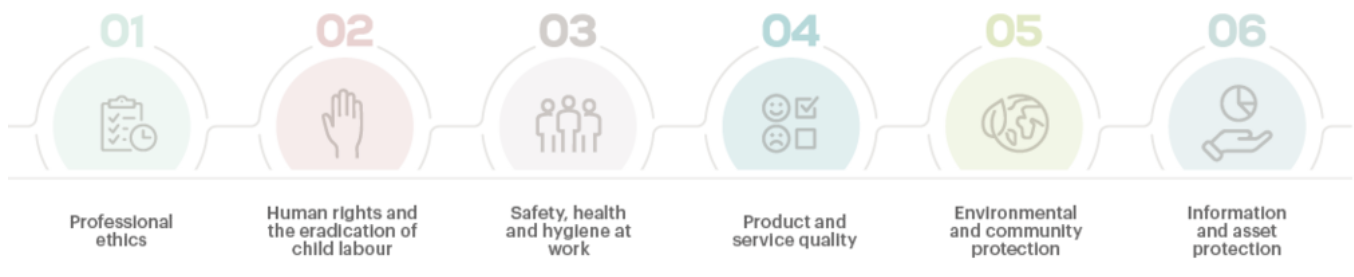 01
Professional
ethics
02
Human rights and
the eradication of
child labour
03
Safety, health
and hygiene at
work
04
Product and
service quality
05
Environmental
and community
protection
06
Information
and asset
protection